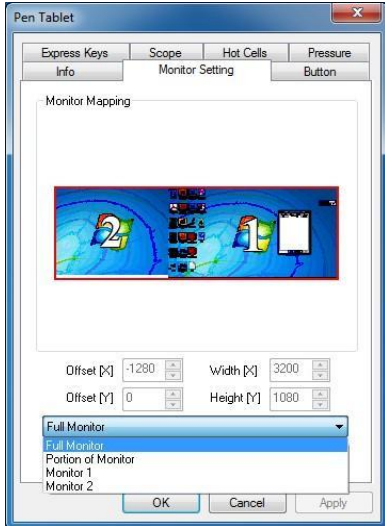 Pen Tablet
Express Keys Scope Hot Cells Pressure
Info Monitor Setting Button
Monitor Mapping
2 1
Offset [X] -1280 Width [X] 3200
Offset [Y] 0 Height [Y] 1080
Full Monitor
Full Monitor
Portion of Monitor
Monitor 1
Monitor 2
OK Cancel Apply